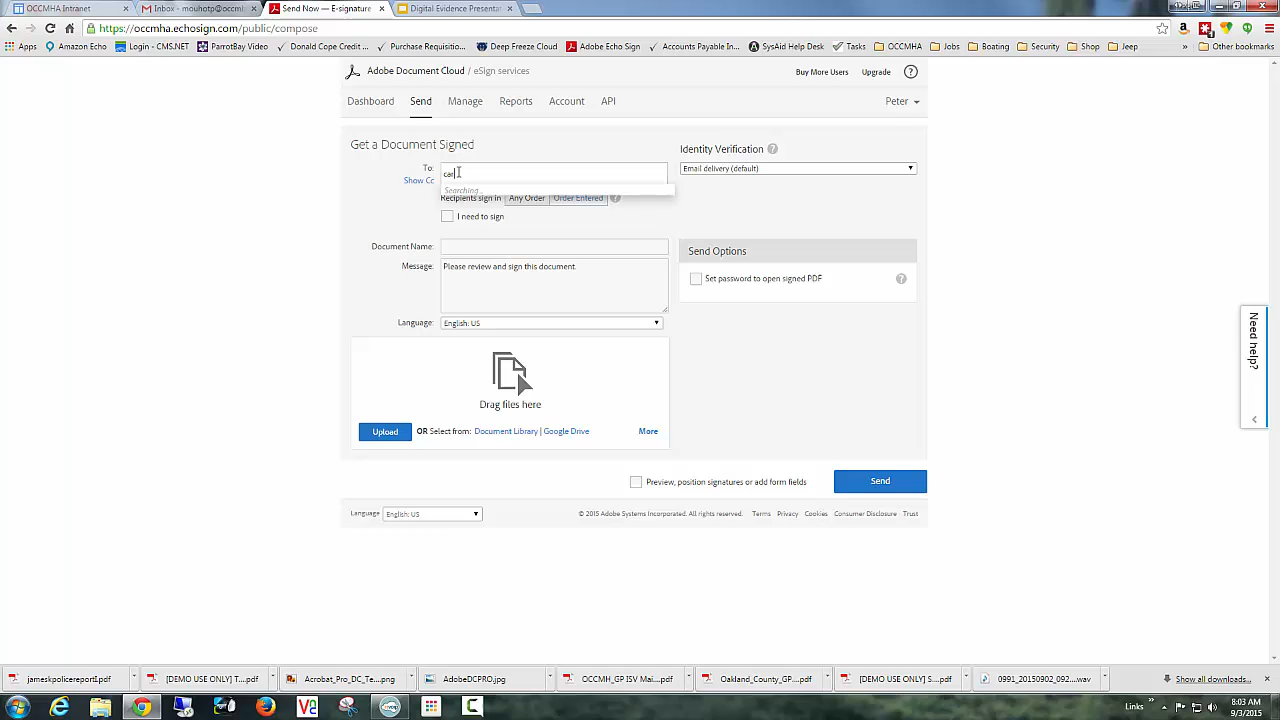 OCCMHA Intranet
Inbox - mouhotp@occmh
Send Now — E-signature
Digital Evidence Presenta
https://occmha.echosign.com/public/compose
Apps
Amazon Echo
Login - CMS.NET
ParrotBay Video
Donald Cope Credit ...
Purchase Requisitio...
Deep Freeze Cloud
Adobe Echo Sign
Accounts Payable In...
SysAid Help Desk
Tasks
OCCMHA
Jobs
Boating
Security
Shop
Jeep
»
Other bookmarks
Adobe Document Cloud / eSign services
Buy More Users
Upgrade
?
Dashboard
Send
Manage
Reports
Account
API
Peter
Get a Document Signed
Identity Verification ?
To:
car
Email delivery (default)
Show Cc
Searching...
Recipients sign in
Any Order
Order Entered
?
I need to sign
Document Name:
Send Options
Message:
Please review and sign this document.
Set password to open signed PDF
?
Language:
English: US
Need help?
Drag files here
Upload
OR Select from: Document Library | Google Drive
More
Preview, position signatures or add form fields
Send
Language
English: US
© 2015 Adobe Systems Incorporated. All rights reserved.
Terms
Privacy
Cookies
Consumer Disclosure
Trust
Links »
jameskpolicereport1.pdf
[DEMO USE ONLY] T....pdf
Acrobat_Pro_DC_Te....png
AdobeDCPRO.jpg
OCCMH_GP ISV Mai....pdf
Oakland_County_GP....pdf
[DEMO USE ONLY] S....pdf
0991_20150902_092....wav
Show all downloads...
8:03 AM
9/3/2015